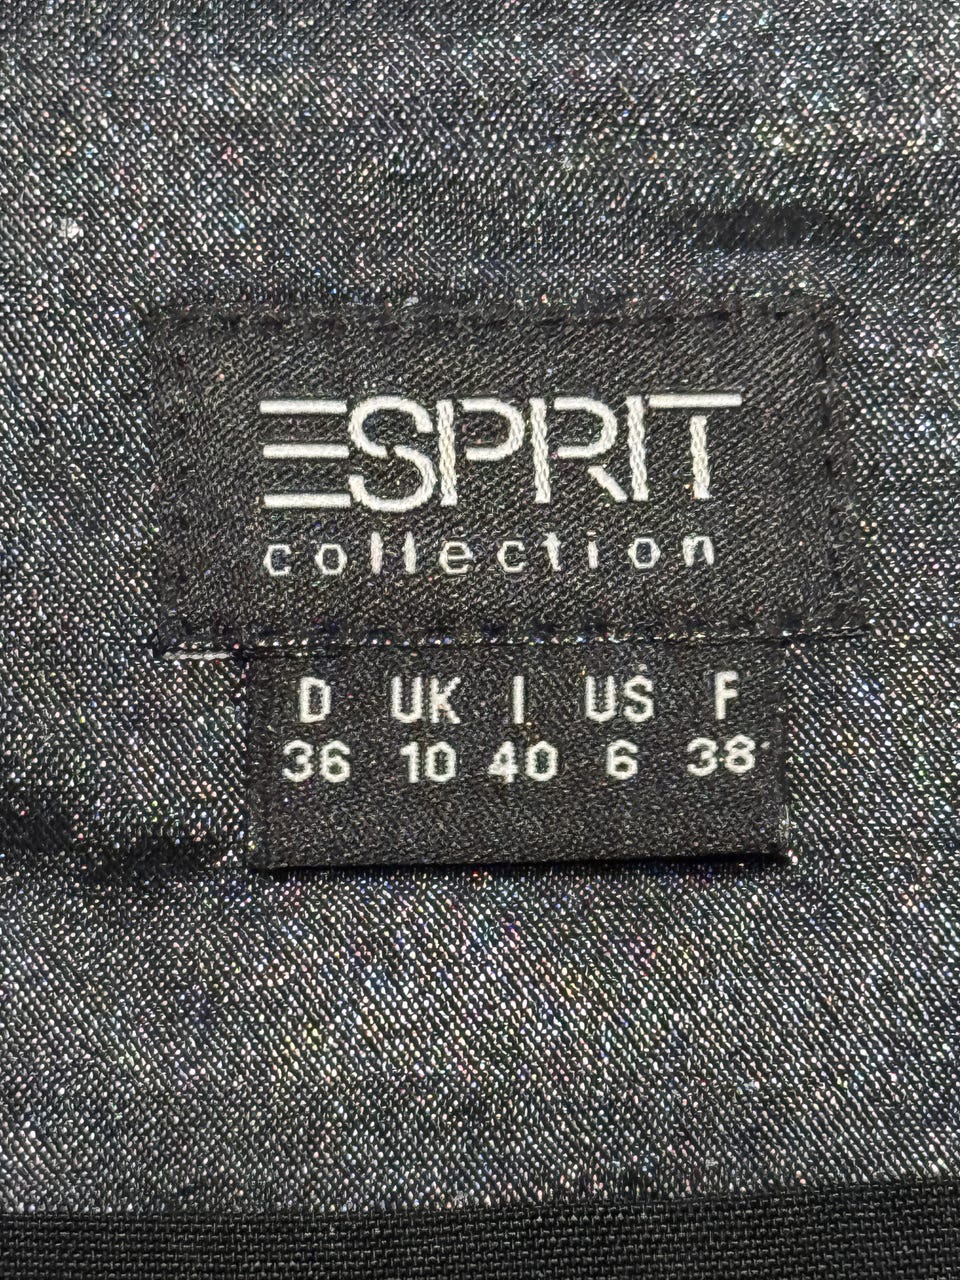 ESPRIT
collection
D UK I US F
36 10 40 6 38